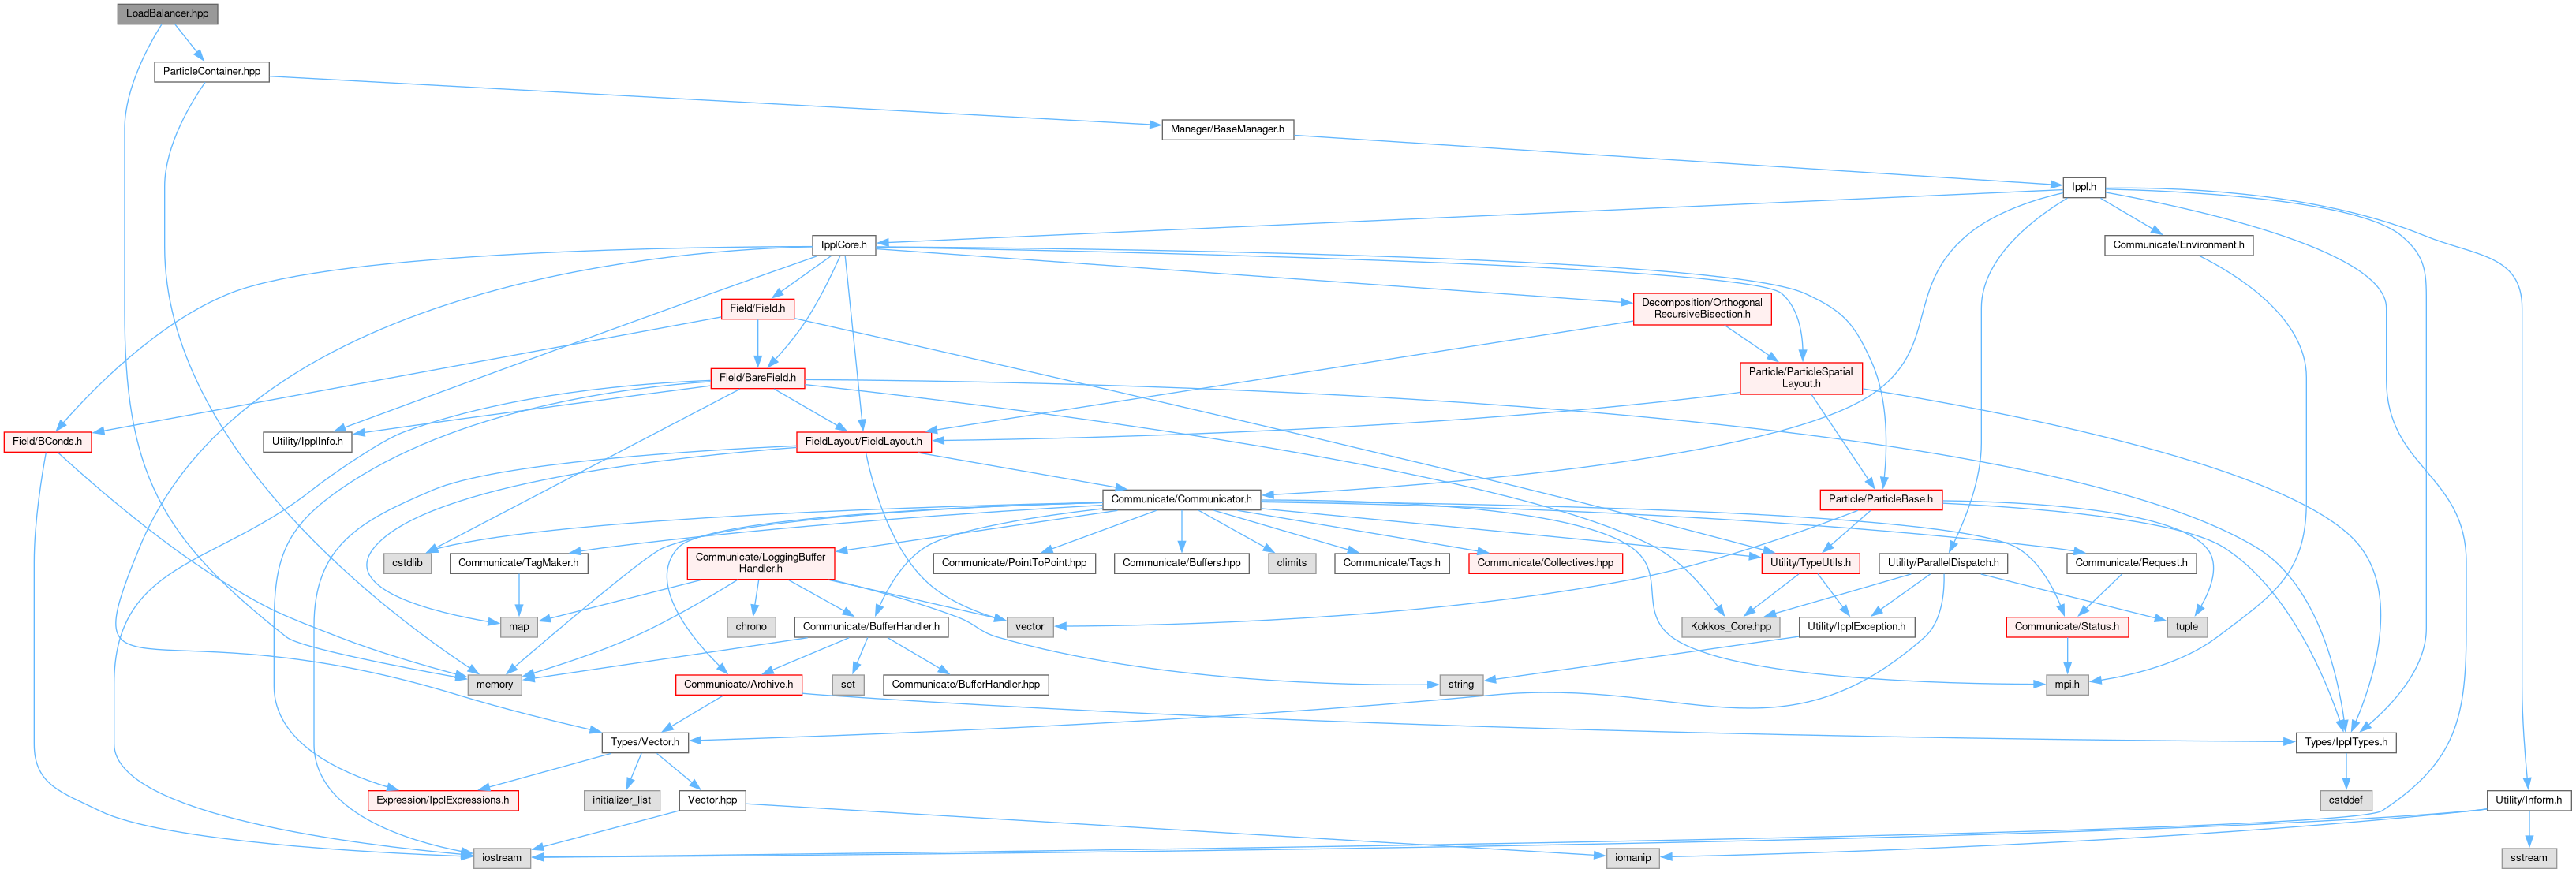 LoadBalancer.hpp
ParticleContainer.hpp
Manager/BaseManager.h
Ippl.h
IpplCore.h
Communicate/Environment.h
Field/Field.h
Decomposition/Orthogonal
RecursiveBisection.h
Field/BareField.h
Particle/ParticleSpatial
Layout.h
Field/BConds.h
Utility/IpplInfo.h
FieldLayout/FieldLayout.h
Communicate/Communicator.h
Particle/ParticleBase.h
cstdlib
Communicate/TagMaker.h
Communicate/LoggingBuffer
Handler.h
Communicate/PointToPoint.hpp
Communicate/Buffers.hpp
climits
Communicate/Tags.h
Communicate/Collectives.hpp
Utility/TypeUtils.h
Utility/ParallelDispatch.h
Communicate/Request.h
map
chrono
Communicate/BufferHandler.h
vector
Kokkos_Core.hpp
Utility/IpplException.h
Communicate/Status.h
tuple
memory
Communicate/Archive.h
set
Communicate/BufferHandler.hpp
string
mpi.h
Types/Vector.h
Types/IpplTypes.h
Expression/IpplExpressions.h
initializer_list
Vector.hpp
cstddef
Utility/Inform.h
iostream
iomanip
sstream